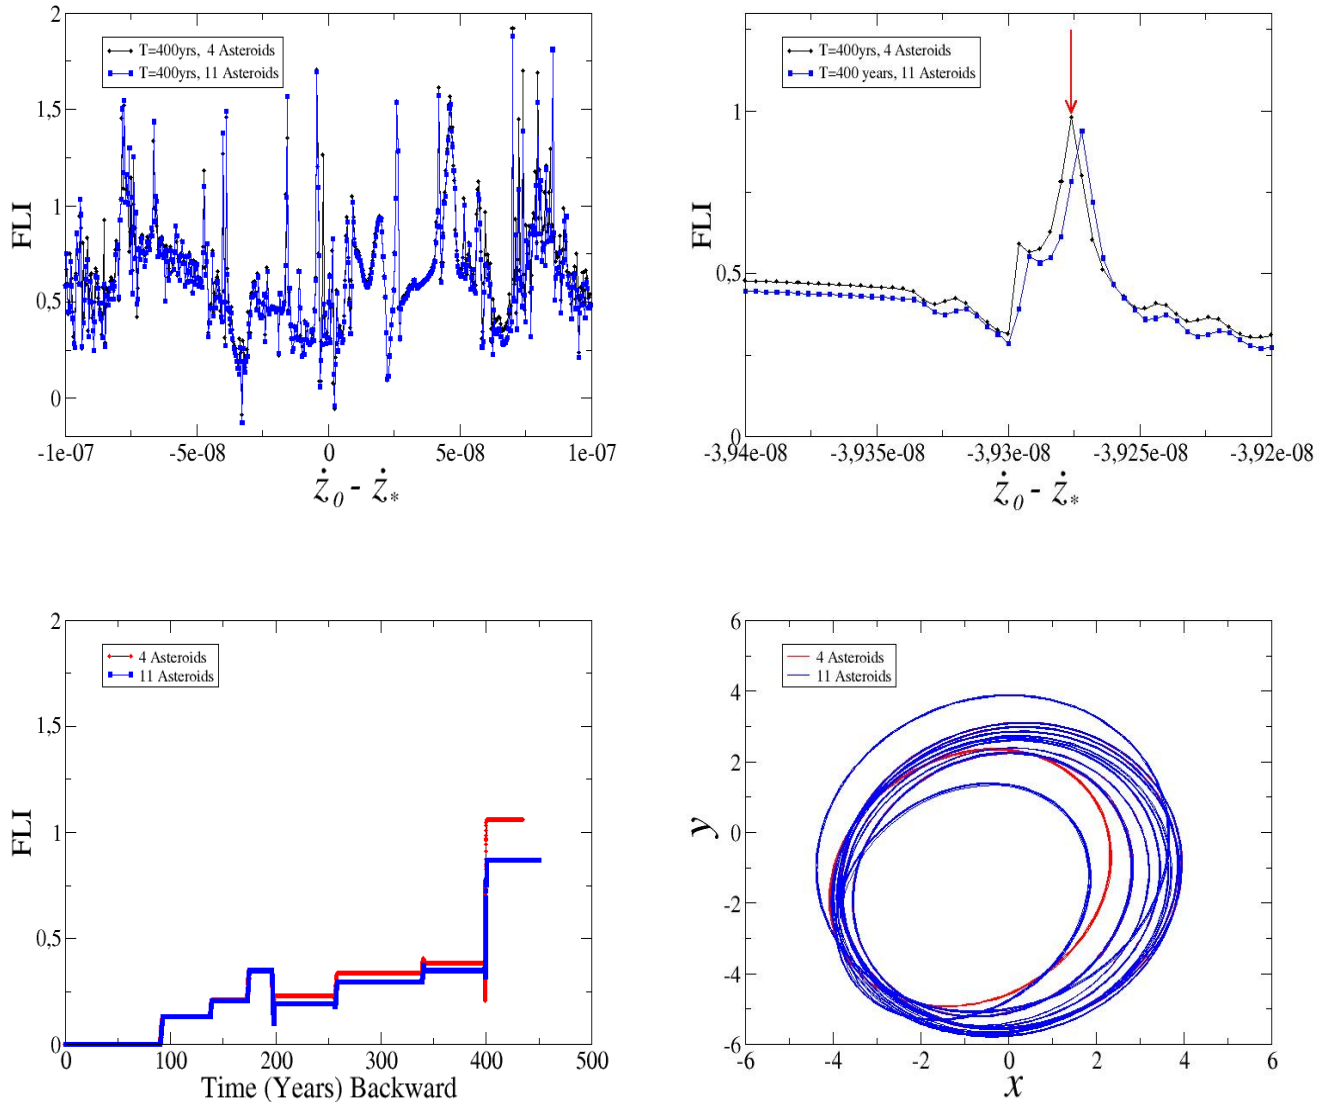 2
1,5
1
0,5
0
FLI
T=400yrs, 4 Asteroids
T=400yrs, 11 Asteroids
-1e-07 -5e-08 0 5e-08 1e-07
ż₀ - ż*
1
0,5
0
FLI
T=400yrs, 4 Asteroids
T=400 years, 11 Asteroids
-3,94e-08 -3,935e-08 -3,93e-08 -3,925e-08 -3,92e-08
ż₀ - ż*
2
1,5
1
0,5
0
FLI
4 Asteroids
11 Asteroids
0 100 200 300 400 500
Time (Years) Backward
6
4
2
0
-2
-4
-6
y
4 Asteroids
11 Asteroids
-6 -4 -2 0 2 4 6
x